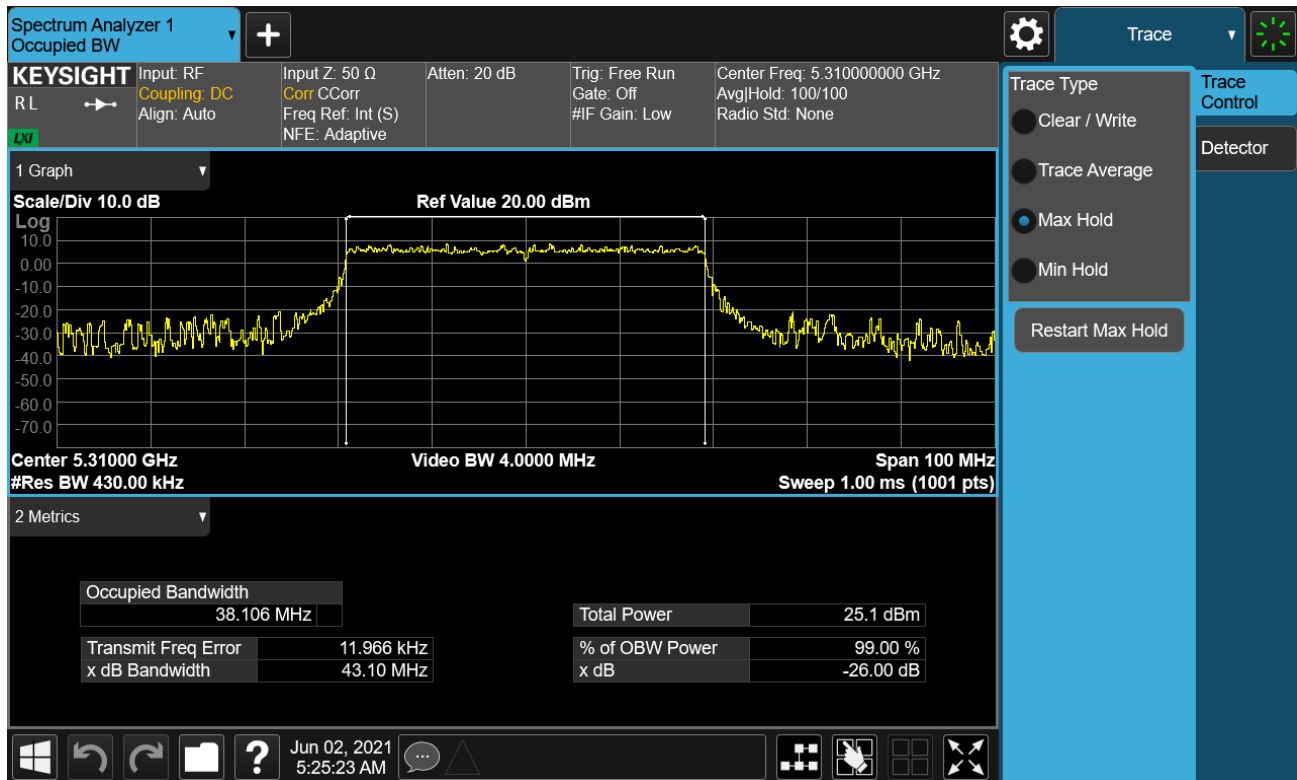 Spectrum Analyzer 1
Occupied BW
+
Trace
KEYSIGHT
R L
LXI
Input: RF
Coupling: DC
Align: Auto
Input Z: 50 Ω
Corr CCorr
Freq Ref: Int (S)
NFE: Adaptive
Atten: 20 dB
Trig: Free Run
Gate: Off
#IF Gain: Low
Center Freq: 5.310000000 GHz
Avg|Hold: 100/100
Radio Std: None
Trace Type
Clear / Write
Trace Average
Max Hold
Min Hold
Restart Max Hold
Trace
Control
Detector
1 Graph
Scale/Div 10.0 dB
Ref Value 20.00 dBm
Log
10.0
0.00
-10.0
-20.0
-30.0
-40.0
-50.0
-60.0
-70.0
Center 5.31000 GHz
Video BW 4.0000 MHz
Span 100 MHz
#Res BW 430.00 kHz
Sweep 1.00 ms (1001 pts)
2 Metrics
Occupied Bandwidth
38.106 MHz
Total Power 25.1 dBm
Transmit Freq Error 11.966 kHz
% of OBW Power 99.00 %
x dB Bandwidth 43.10 MHz
x dB -26.00 dB
?
Jun 02, 2021
5:25:23 AM